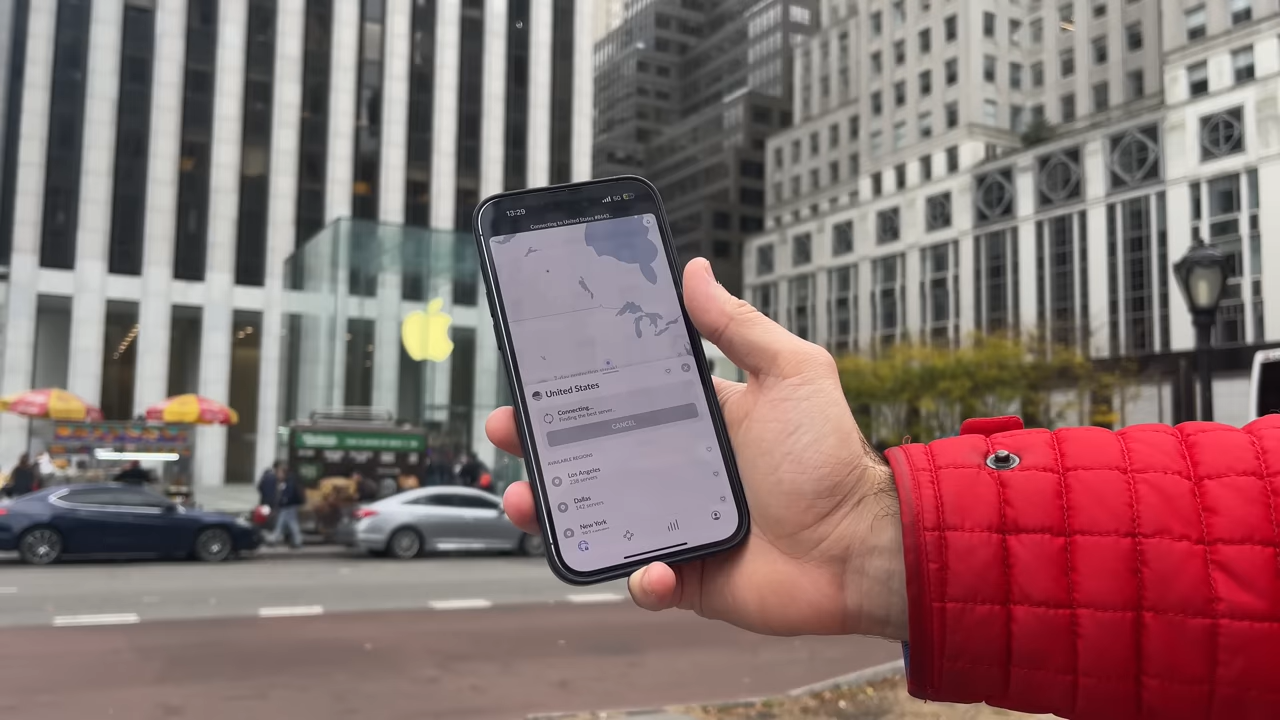 13:29
5G
Connecting to United States #8643...
United States
Connecting...
Finding the best server...
CANCEL
AVAILABLE REGIONS
Los Angeles
238 servers
Dallas
142 servers
New York